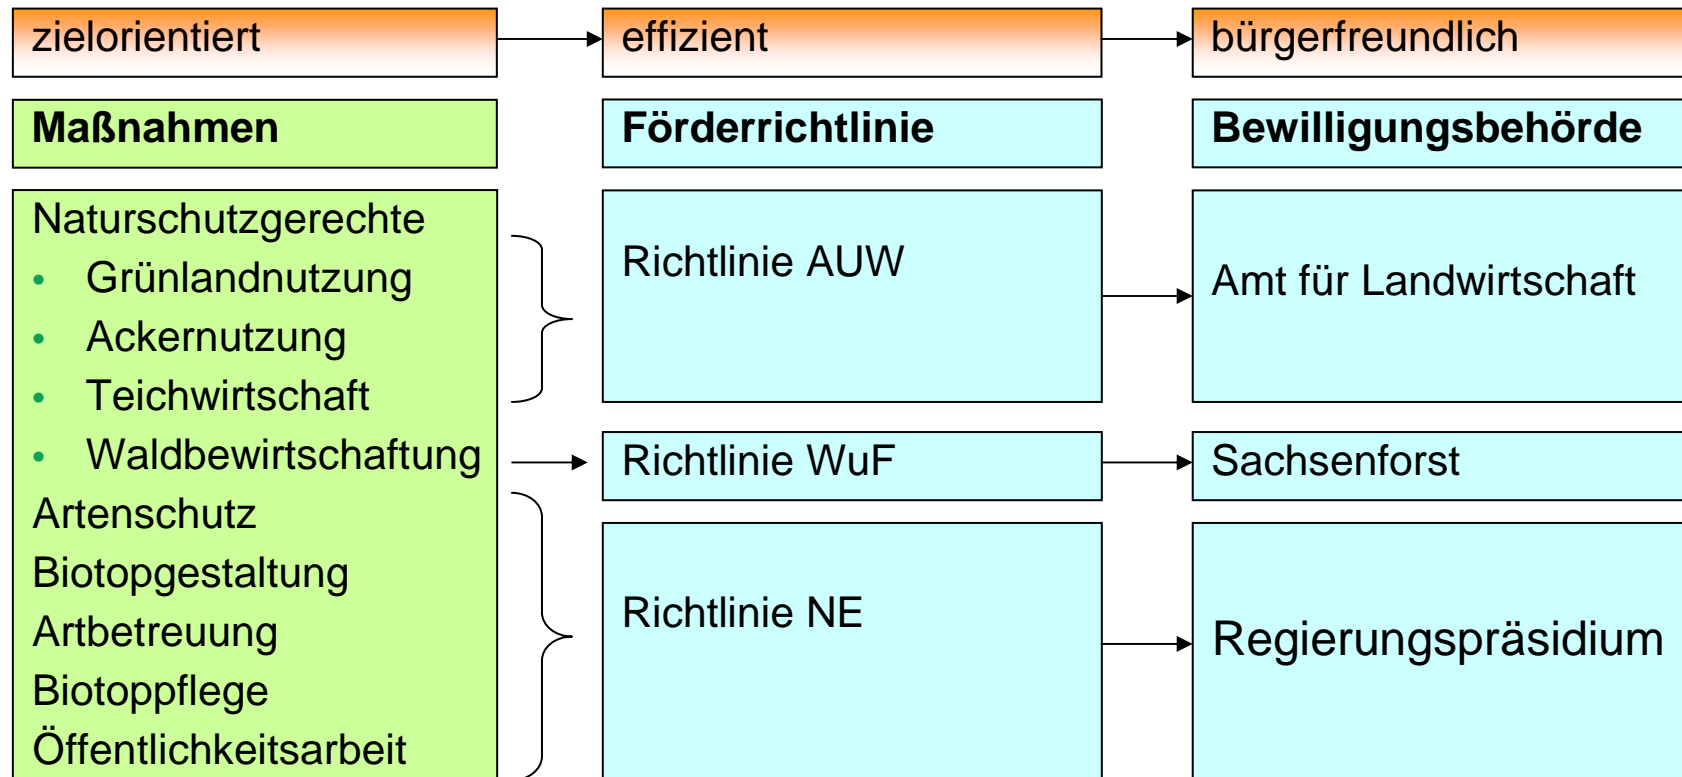 zielorientiert
effizient
bürgerfreundlich
Maßnahmen
Förderrichtlinie
Bewilligungsbehörde
Naturschutzgerechte
• Grünlandnutzung
• Ackernutzung
• Teichwirtschaft
• Waldbewirtschaftung
Artenschutz
Biotopgestaltung
Artbetreuung
Biotoppflege
Öffentlichkeitsarbeit
Richtlinie AUW
Amt für Landwirtschaft
Richtlinie WuF
Sachsenforst
Richtlinie NE
Regierungspräsidium